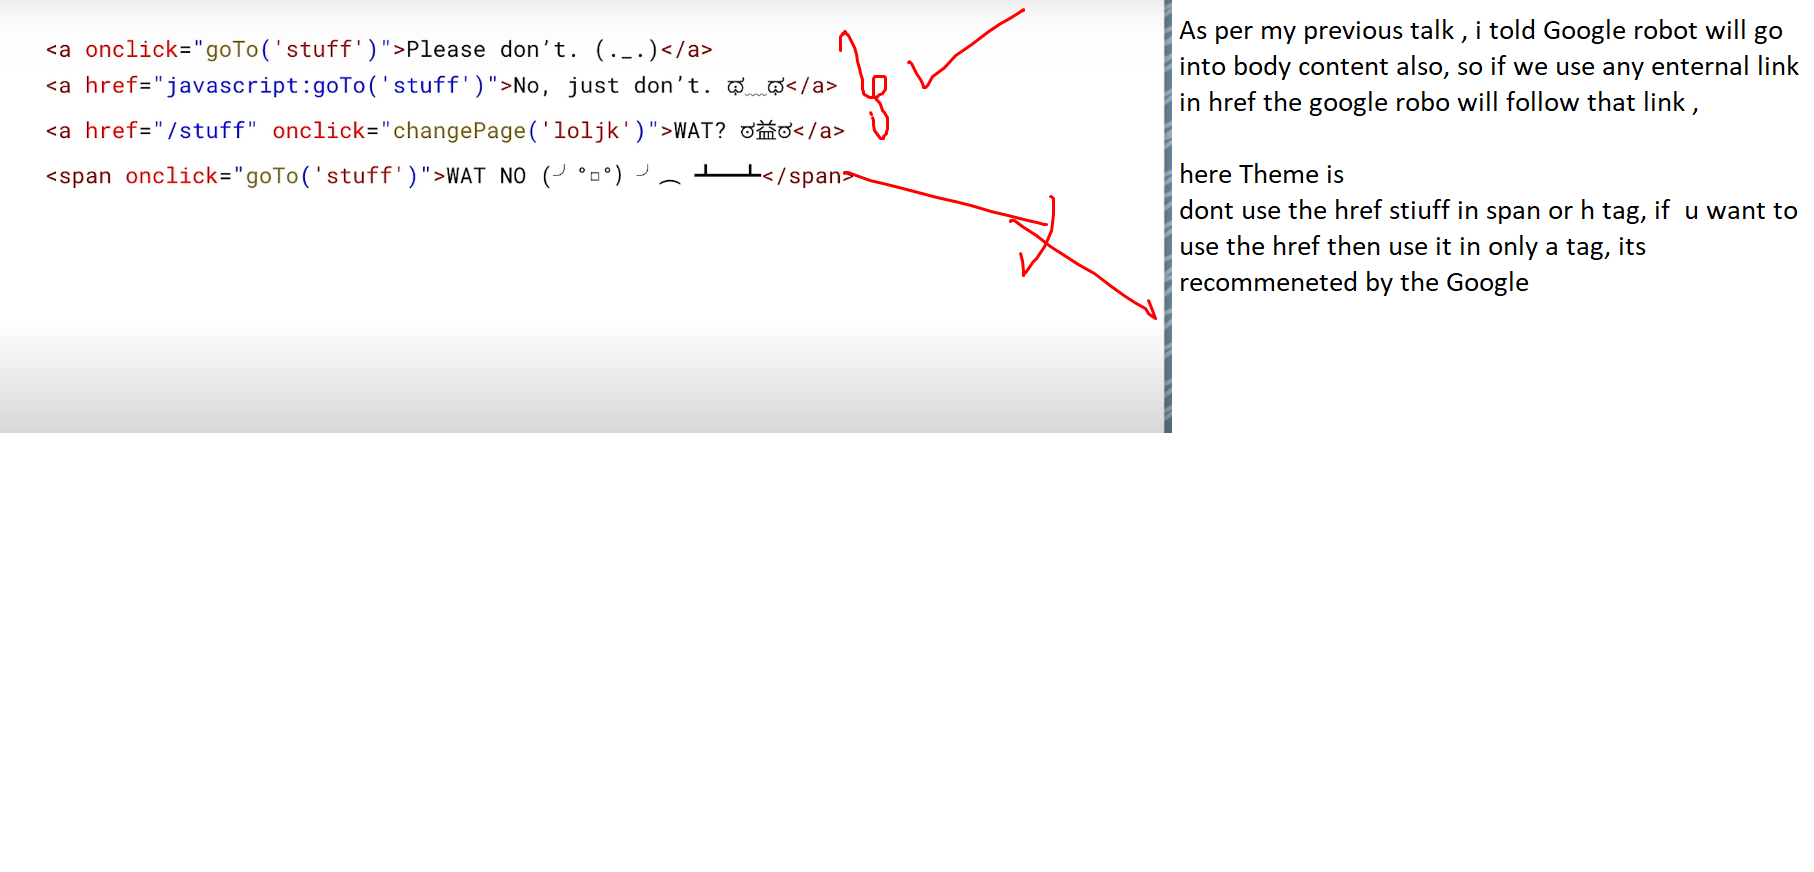 <a onclick="goTo('stuff')">Please don’t. (._.)</a>
<a href="javascript:goTo('stuff')">No, just don’t. ಥ﹏ಥ</a>
<a href="/stuff" onclick="changePage('loljk')">WAT? ಠ益ಠ</a>
<span onclick="goTo('stuff')">WAT NO (╯°□°)╯︵ ┻━┻</span>
As per my previous talk , i told Google robot will go
into body content also, so if we use any enternal link
in href the google robo will follow that link ,
here Theme is
dont use the href stiuff in span or h tag, if  u want to
use the href then use it in only a tag, its
recommeneted by the Google